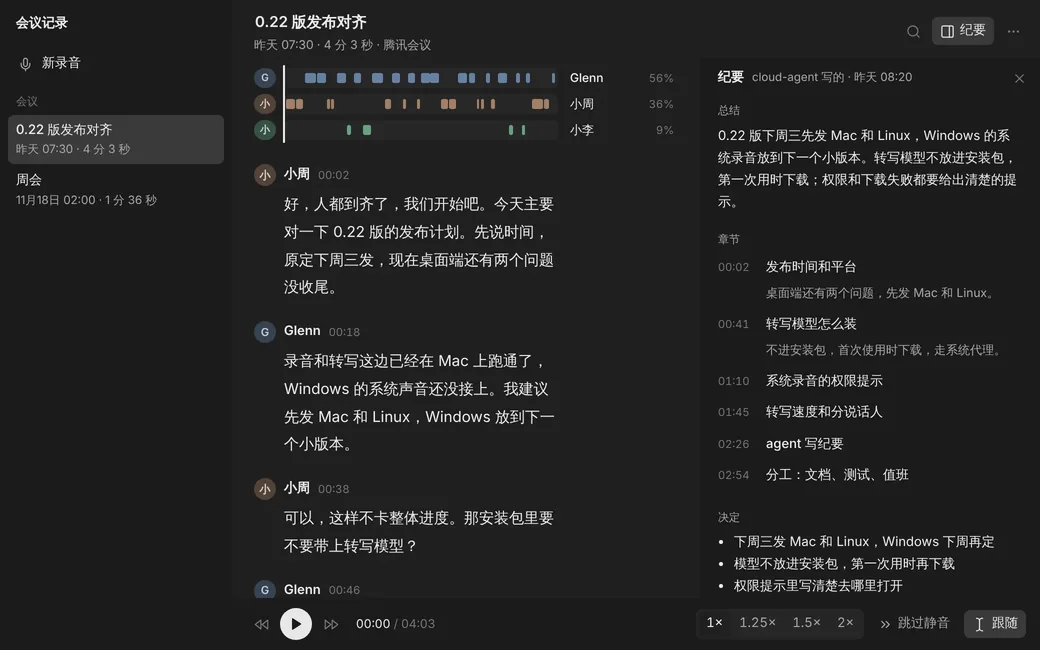 会议记录
新录音
会议
0.22 版发布对齐
昨天 07:30 · 4 分 3 秒
周会
11月18日 02:00 · 1 分 36 秒
0.22 版发布对齐
昨天 07:30 · 4 分 3 秒 · 腾讯会议
纪要
G Glenn 56%
小 小周 36%
小 小李 9%
小 小周 00:02
好，人都到齐了，我们开始吧。今天主要
对一下 0.22 版的发布计划。先说时间，
原定下周三发，现在桌面端还有两个问题
没收尾。
G Glenn 00:18
录音和转写这边已经在 Mac 上跑通了，
Windows 的系统声音还没接上。我建议
先发 Mac 和 Linux，Windows 放到下一
个小版本。
小 小周 00:38
可以，这样不卡整体进度。那安装包里要
不要带上转写模型？
G Glenn 00:46
纪要 cloud-agent 写的 · 昨天 08:20
总结
0.22 版下周三先发 Mac 和 Linux，Windows 的系
统录音放到下一个小版本。转写模型不放进安装包，
第一次用时下载；权限和下载失败都要给出清楚的提
示。
章节
00:02 发布时间和平台
桌面端还有两个问题，先发 Mac 和 Linux。
00:41 转写模型怎么装
不进安装包，首次使用时下载，走系统代理。
01:10 系统录音的权限提示
01:45 转写速度和分说话人
02:26 agent 写纪要
02:54 分工：文档、测试、值班
决定
• 下周三发 Mac 和 Linux，Windows 下周再定
• 模型不放进安装包，第一次用时再下载
• 权限提示里写清楚去哪里打开
00:00 / 04:03
1× 1.25× 1.5× 2× 跳过静音 跟随